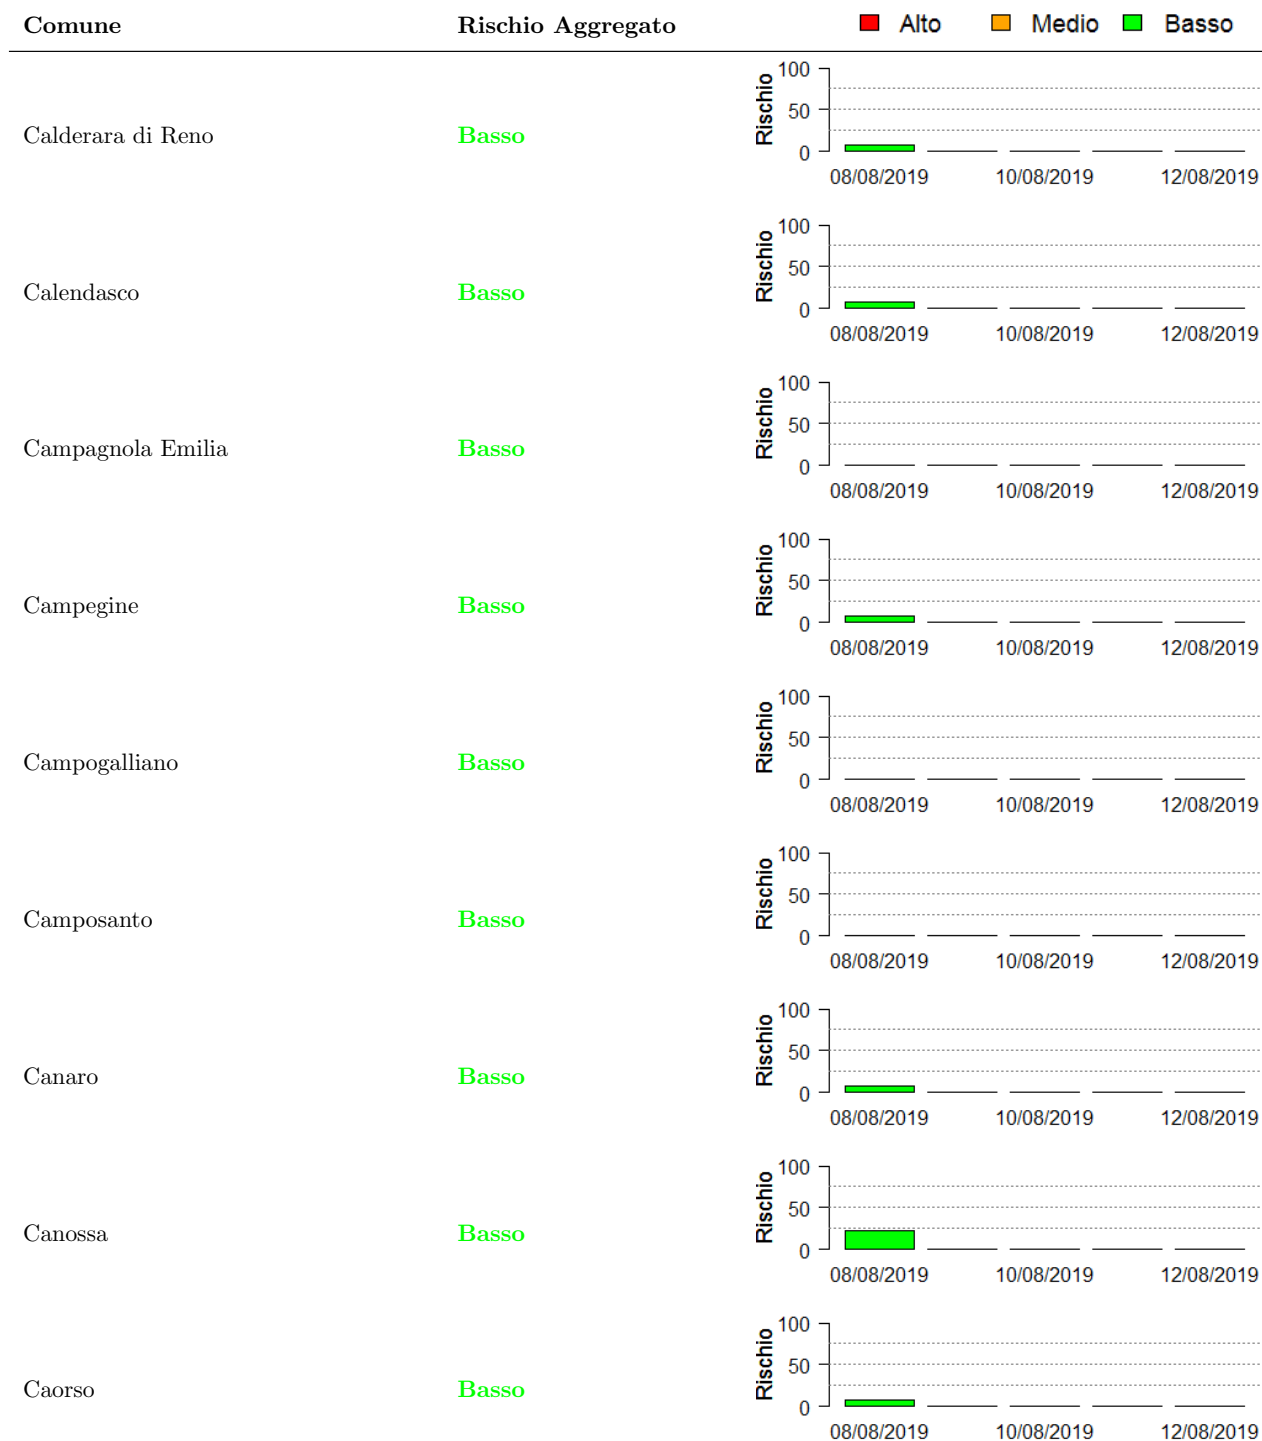 Comune Rischio Aggregato Alto Medio Basso
100
50
0
Rischio
Calderara di Reno Basso
08/08/2019 10/08/2019 12/08/2019
100
50
0
Rischio
Calendasco Basso
08/08/2019 10/08/2019 12/08/2019
100
50
0
Rischio
Campagnola Emilia Basso
08/08/2019 10/08/2019 12/08/2019
100
50
0
Rischio
Campegine Basso
08/08/2019 10/08/2019 12/08/2019
100
50
0
Rischio
Campogalliano Basso
08/08/2019 10/08/2019 12/08/2019
100
50
0
Rischio
Camposanto Basso
08/08/2019 10/08/2019 12/08/2019
100
50
0
Rischio
Canaro Basso
08/08/2019 10/08/2019 12/08/2019
100
50
0
Rischio
Canossa Basso
08/08/2019 10/08/2019 12/08/2019
100
50
0
Rischio
Caorso Basso
08/08/2019 10/08/2019 12/08/2019